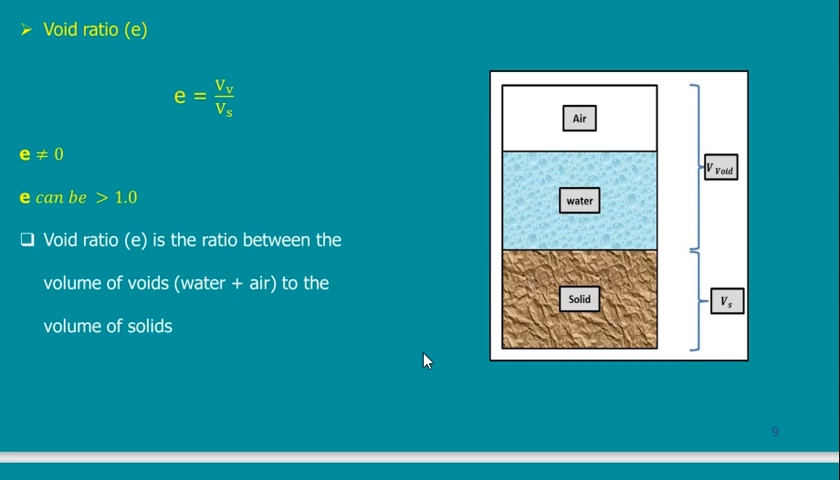 ➢ Void ratio (e)
e = Vᵥ/Vₛ
e ≠ 0
e can be > 1.0
❑ Void ratio (e) is the ratio between the
volume of voids (water + air) to the
volume of solids
Air
V Void
water
Solid
Vₛ
9